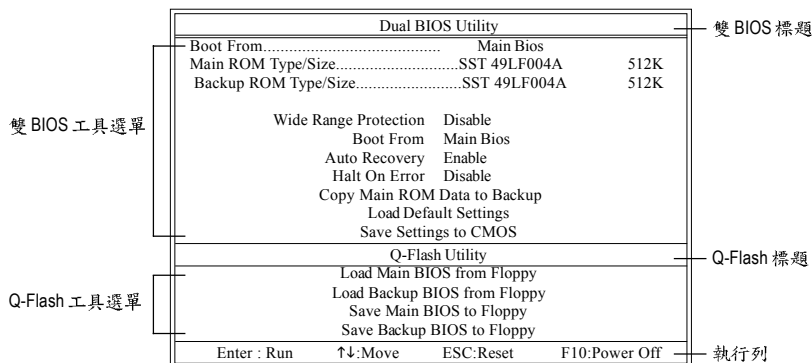 Dual BIOS Utility
雙 BIOS 標題
Boot From.......................................... Main Bios
Main ROM Type/Size.............................SST 49LF004A 512K
Backup ROM Type/Size.........................SST 49LF004A 512K
雙 BIOS 工具選單
Wide Range Protection Disable
Boot From Main Bios
Auto Recovery Enable
Halt On Error Disable
Copy Main ROM Data to Backup
Load Default Settings
Save Settings to CMOS
Q-Flash Utility
Q-Flash 標題
Load Main BIOS from Floppy
Load Backup BIOS from Floppy
Q-Flash 工具選單
Save Main BIOS to Floppy
Save Backup BIOS to Floppy
Enter : Run ↑↓:Move ESC:Reset F10:Power Off
執行列